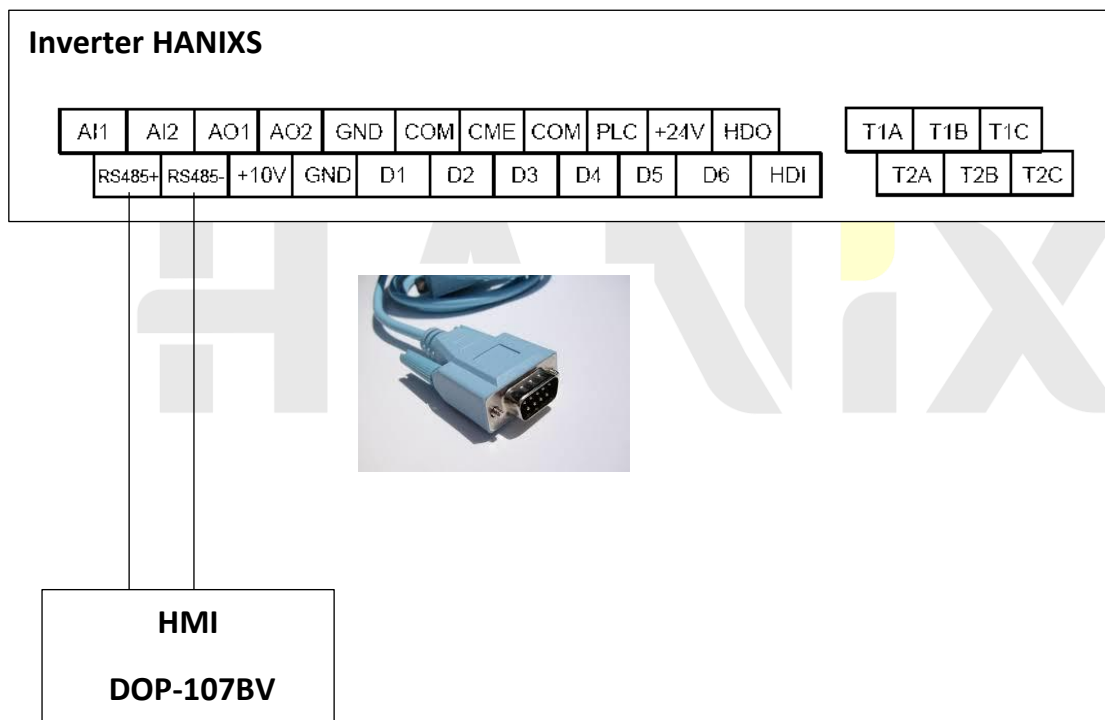 Inverter HANIXS
AI1 AI2 AO1 AO2 GND COM CME COM PLC +24V HDO T1A T1B T1C
RS485+ RS485- +10V GND D1 D2 D3 D4 D5 D6 HDI T2A T2B T2C
HANiX
HMI
DOP-107BV